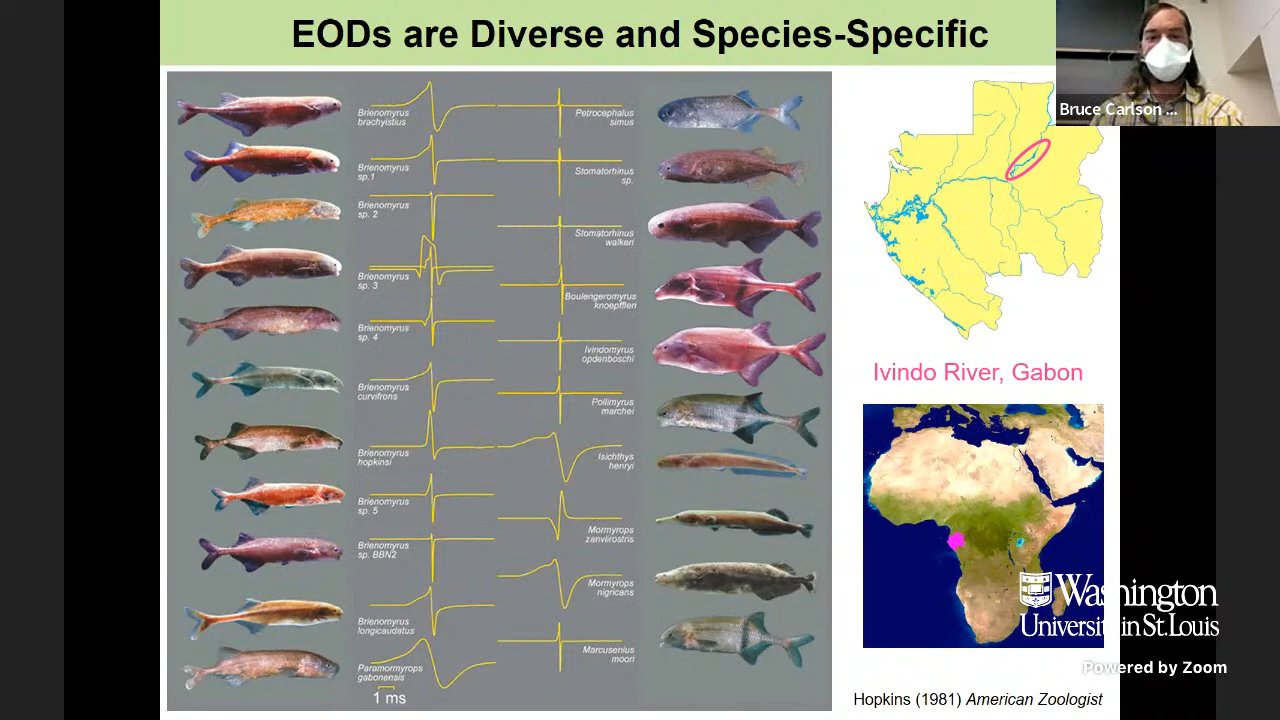 EODs are Diverse and Species-Specific
Bruce Carlson ...
Brienomyrus
brachyistius
Brienomyrus
sp.1
Brienomyrus
sp. 2
Brienomyrus
sp. 3
Brienomyrus
sp. 4
Brienomyrus
curvifrons
Brienomyrus
hopkinsi
Brienomyrus
sp. 5
Brienomyrus
sp. BBN2
Brienomyrus
longicaudatus
Paramormyrops
gabonensis
1 ms
Petrocephalus
simus
Stomatorhinus
sp.
Stomatorhinus
walkeri
Boulengeromyrus
knoepffleri
Ivindomyrus
opdenboschi
Pollimyrus
marchei
Isichthys
henryi
Mormyrops
zanvlirostris
Mormyrops
nigricans
Marcusenius
moori
Ivindo River, Gabon
Washington
University in St. Louis
Powered by Zoom
Hopkins (1981) American Zoologist